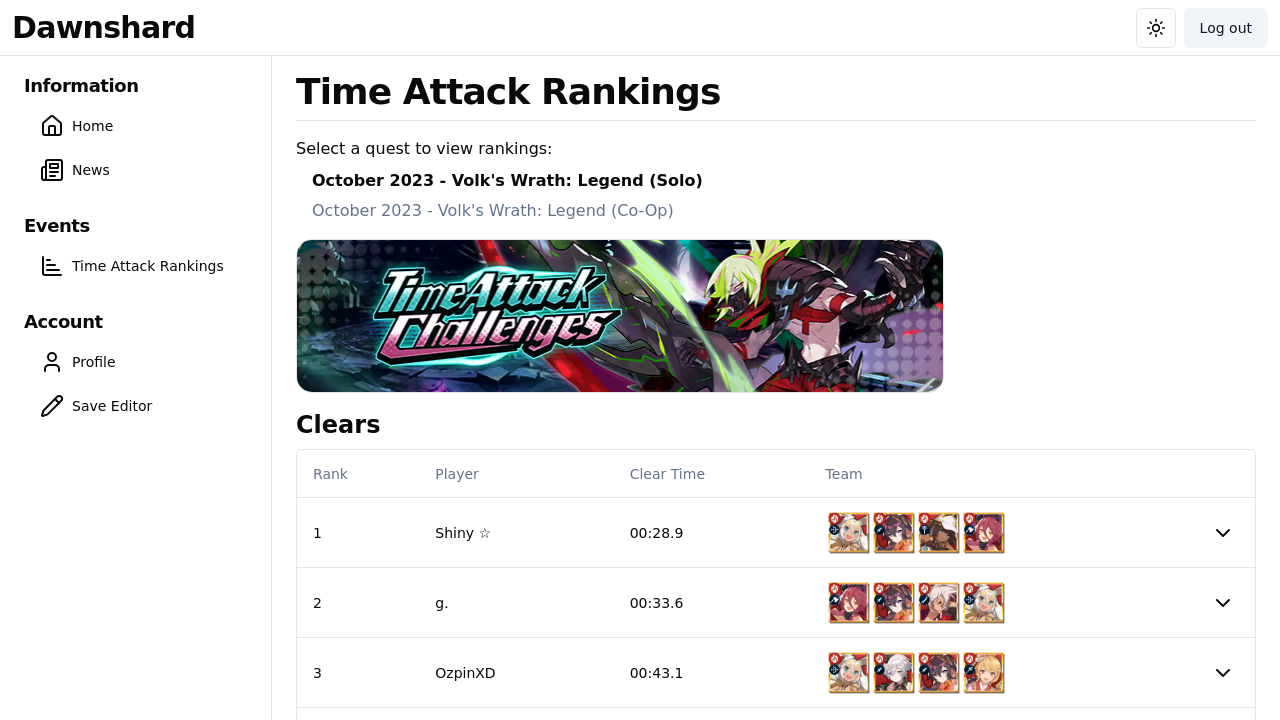 Dawnshard
Log out
Information
Home
News
Events
Time Attack Rankings
Account
Profile
Save Editor
Time Attack Rankings
Select a quest to view rankings:
October 2023 - Volk's Wrath: Legend (Solo)
October 2023 - Volk's Wrath: Legend (Co-Op)
Time Attack
Challenges
Clears
Rank Player Clear Time Team
1 Shiny ☆ 00:28.9
2 g. 00:33.6
3 OzpinXD 00:43.1